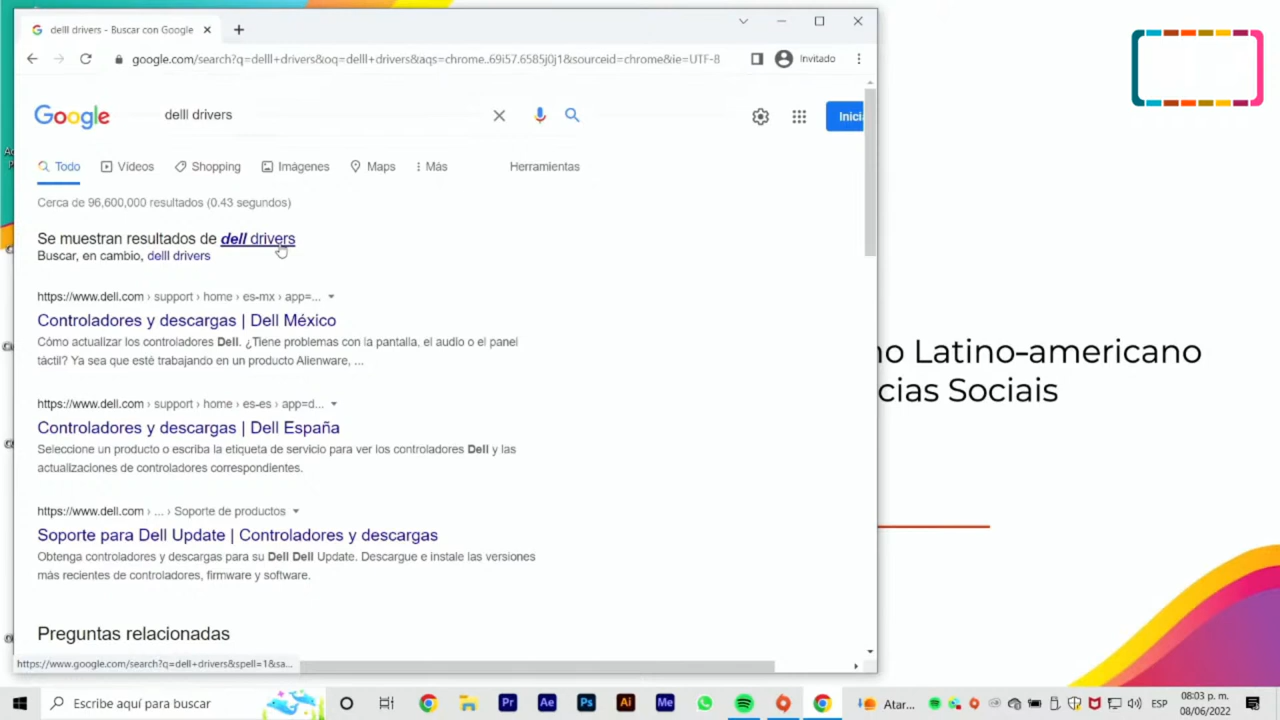 delll drivers - Buscar con Google
google.com/search?q=delll+drivers&oq=delll+drivers&aqs=chrome..69i57.6585j0j1&sourceid=chrome&ie=UTF-8
Invitado
Google
delll drivers
Inicia
Todo
Vídeos
Shopping
Imágenes
Maps
Más
Herramientas
Cerca de 96,600,000 resultados (0.43 segundos)
Se muestran resultados de dell drivers
Buscar, en cambio, delll drivers
https://www.dell.com › support › home › es-mx › app=...
Controladores y descargas | Dell México
Cómo actualizar los controladores Dell. ¿Tiene problemas con la pantalla, el audio o el panel
táctil? Ya sea que esté trabajando en un producto Alienware, ...
https://www.dell.com › support › home › es-es › app=d...
Controladores y descargas | Dell España
Seleccione un producto o escriba la etiqueta de servicio para ver los controladores Dell y las
actualizaciones de controladores correspondientes.
https://www.dell.com › ... › Soporte de productos
Soporte para Dell Update | Controladores y descargas
Obtenga controladores y descargas para su Dell Dell Update. Descargue e instale las versiones
más recientes de controladores, firmware y software.
Preguntas relacionadas
https://www.google.com/search?q=dell+drivers&spell=1&sa...
no Latino-americano
cias Sociais
Escribe aquí para buscar
Pr
Ae
Ps
Ai
Me
Atar...
ESP
08:03 p. m.
08/06/2022